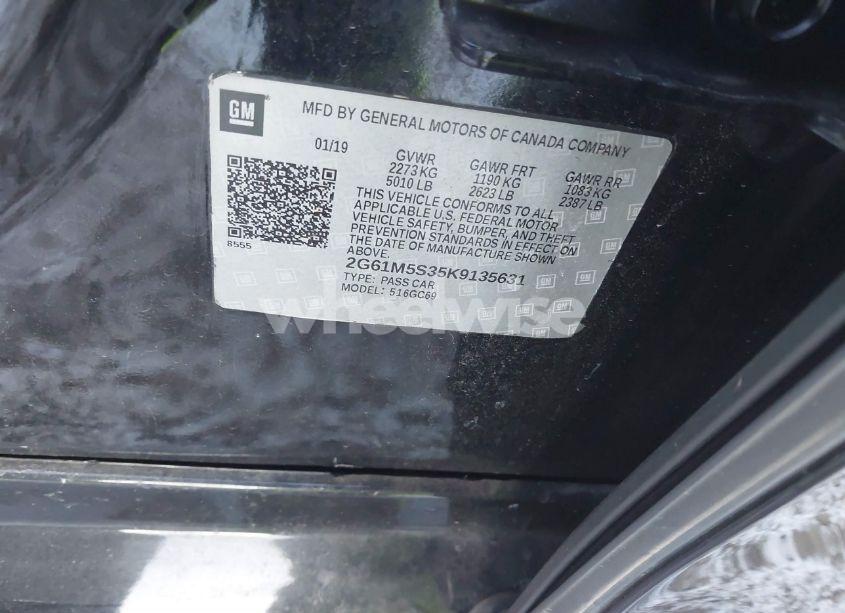 GM
MFD BY GENERAL MOTORS OF CANADA COMPANY
01/19
GVWR
2273 KG
5010 LB
GAWR FRT
1190 KG
2623 LB
GAWR RR
1083 KG
2387 LB
THIS VEHICLE CONFORMS TO ALL
APPLICABLE U.S. FEDERAL MOTOR
VEHICLE SAFETY, BUMPER, AND THEFT
PREVENTION STANDARDS IN EFFECT ON
THE DATE OF MANUFACTURE SHOWN
ABOVE.
8555
2G61M5S35K9135631
TYPE: PASS CAR
MODEL: 516GC69
wheelwise